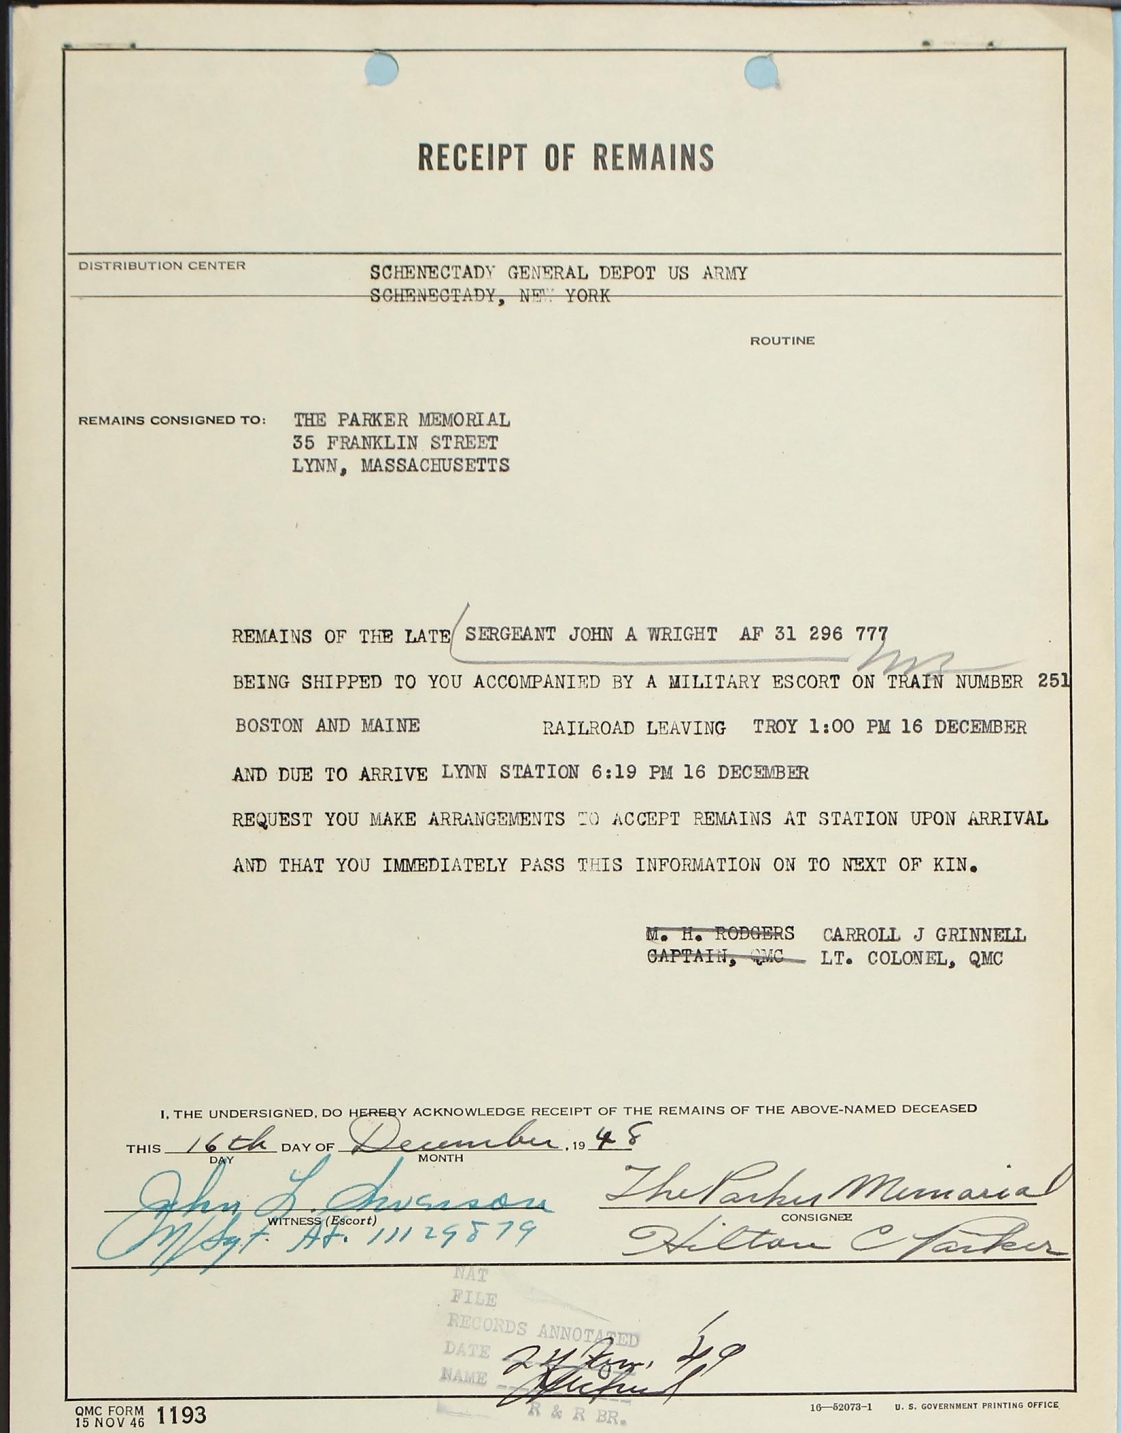 RECEIPT OF REMAINS
DISTRIBUTION CENTER SCHENECTADY GENERAL DEPOT US ARMY
SCHENECTADY, NEW YORK
ROUTINE
REMAINS CONSIGNED TO: THE PARKER MEMORIAL
35 FRANKLIN STREET
LYNN, MASSACHUSETTS
REMAINS OF THE LATE SERGEANT JOHN A WRIGHT AF 31 296 777
BEING SHIPPED TO YOU ACCOMPANIED BY A MILITARY ESCORT ON TRAIN NUMBER 251
BOSTON AND MAINE RAILROAD LEAVING TROY 1:00 PM 16 DECEMBER
AND DUE TO ARRIVE LYNN STATION 6:19 PM 16 DECEMBER
REQUEST YOU MAKE ARRANGEMENTS TO ACCEPT REMAINS AT STATION UPON ARRIVAL
AND THAT YOU IMMEDIATELY PASS THIS INFORMATION ON TO NEXT OF KIN.
M. H. RODGERS CARROLL J GRINNELL
CAPTAIN, QMC LT. COLONEL, QMC
I, THE UNDERSIGNED, DO HEREBY ACKNOWLEDGE RECEIPT OF THE REMAINS OF THE ABOVE-NAMED DECEASED
THIS 16th DAY OF December, 1948
DAY MONTH
John L. Swenson The Parker Memorial
WITNESS (Escort) CONSIGNEE
M/Sgt. AF. 11129879 Hilton C Parker
NAT
FILE
RECORDS ANNOTATED
DATE 24 Jan. '49
NAME
R & R BR.
QMC FORM 1193
15 NOV 46
16—52073-1 U. S. GOVERNMENT PRINTING OFFICE